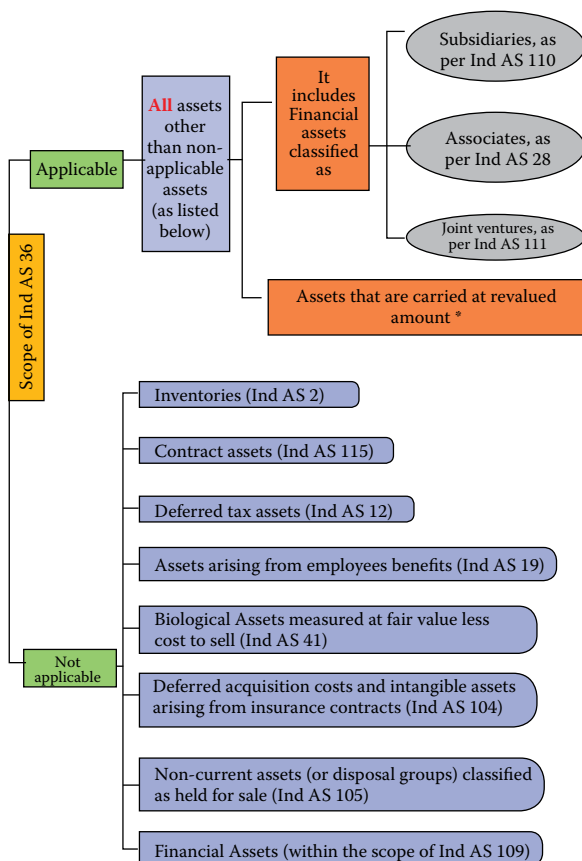 Scope of Ind AS 36
Applicable
All assets
other than non-
applicable
assets
(as listed
below)
It
includes
Financial
assets
classified
as
Subsidiaries, as
per Ind AS 110
Associates, as
per Ind AS 28
Joint ventures, as
per Ind AS 111
Assets that are carried at revalued
amount *
Not
applicable
Inventories (Ind AS 2)
Contract assets (Ind AS 115)
Deferred tax assets (Ind AS 12)
Assets arising from employees benefits (Ind AS 19)
Biological Assets measured at fair value less
cost to sell (Ind AS 41)
Deferred acquisition costs and intangible assets
arising from insurance contracts (Ind AS 104)
Non-current assets (or disposal groups) classified
as held for sale (Ind AS 105)
Financial Assets (within the scope of Ind AS 109)